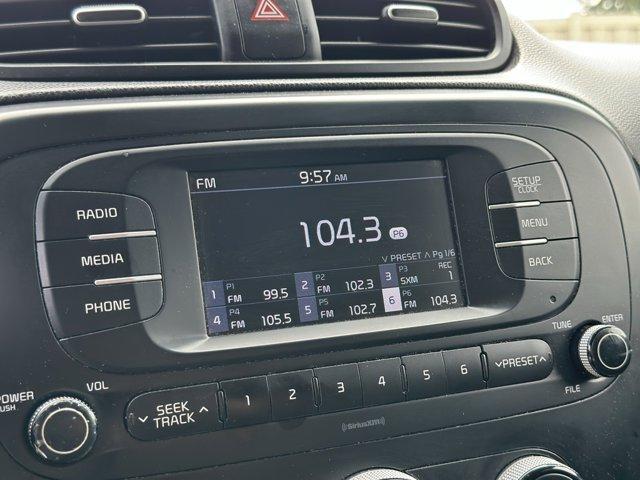 FM 9:57 AM
104.3 P6
∨ PRESET ∧ Pg 1/6
1 P1 FM 99.5 2 P2 FM 102.3 3 P3 SXM REC 1
4 P4 FM 105.5 5 P5 FM 102.7 6 P6 FM 104.3
RADIO
MEDIA
PHONE
SETUP
CLOCK
MENU
BACK
POWER
PUSH
VOL
∨ SEEK ∧
TRACK
1 2 3 4 5 6
∨PRESET∧
TUNE
ENTER
FILE
((SiriusXM))